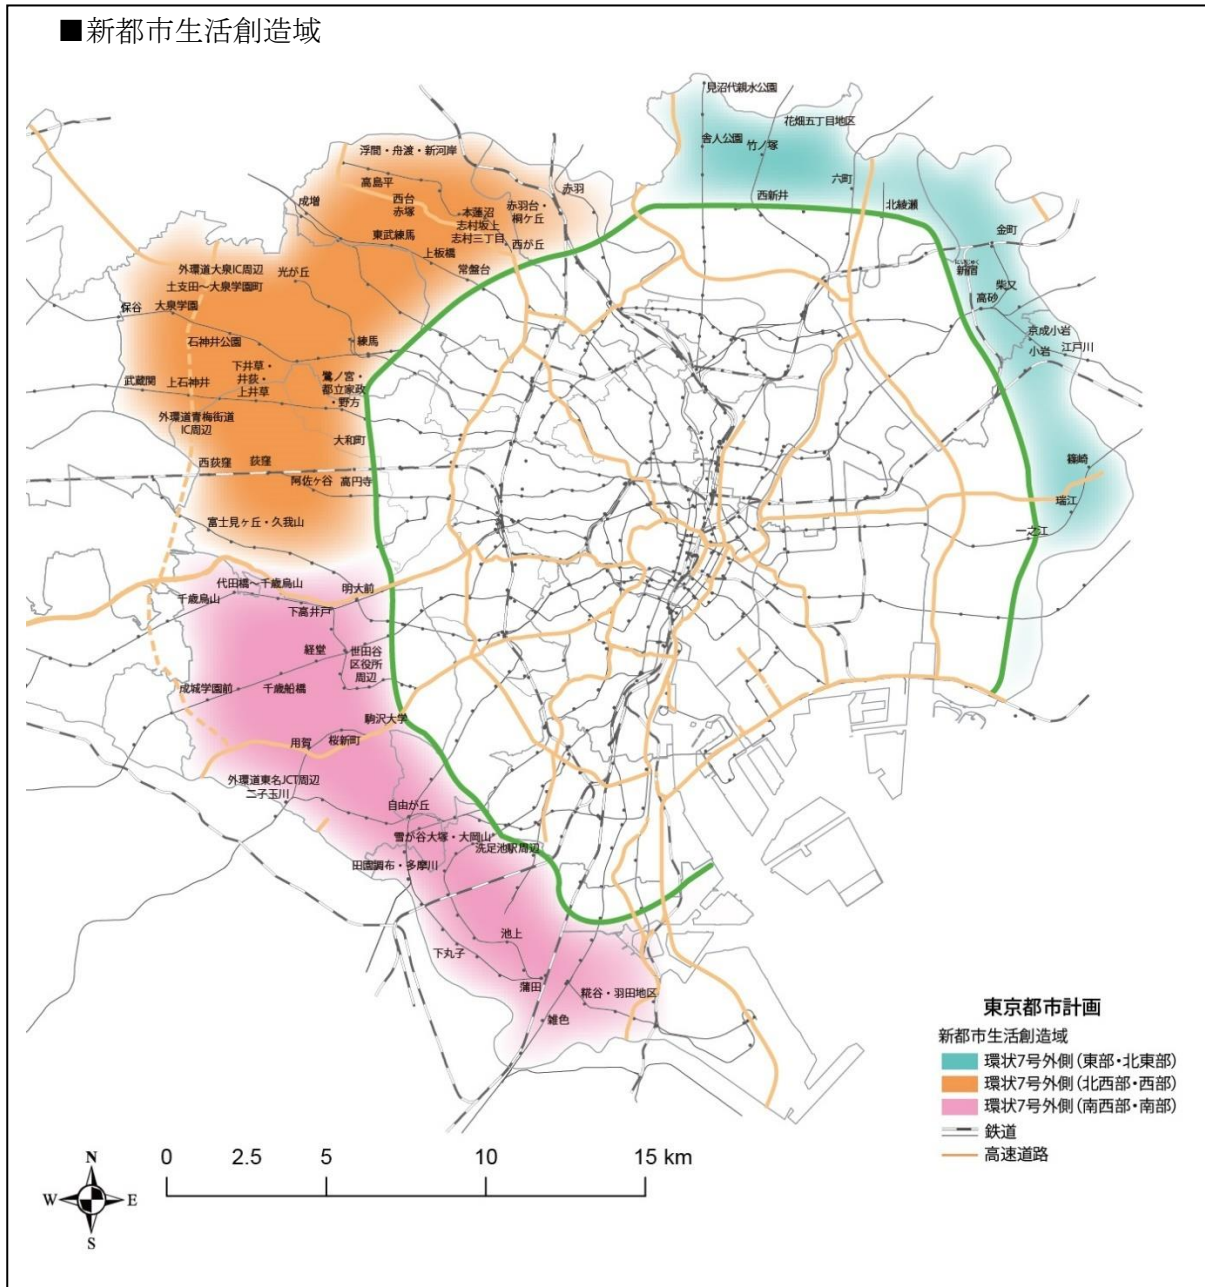 ■新都市生活創造域
見沼代親水公園
花畑五丁目地区
舎人公園
竹ノ塚
六町
西新井
北綾瀬
金町
にいじゅく
新宿
柴又
高砂
京成小岩
小岩
江戸川
篠崎
瑞江
一之江
浮間・舟渡・新河岸
高島平
成増
西台
赤塚
赤羽
赤羽台・
桐ケ丘
本蓮沼
志村坂上
志村三丁目
西が丘
東武練馬
上板橋
常盤台
外環道大泉IC周辺
光が丘
土支田～大泉学園町
保谷
大泉学園
石神井公園
練馬
武蔵関
上石神井
下井草・
井荻・
上井草
鷺ノ宮・
都立家政
・野方
外環道青梅街道
IC周辺
大和町
西荻窪
荻窪
阿佐ヶ谷
高円寺
富士見ヶ丘・久我山
代田橋～千歳烏山
千歳烏山
明大前
下高井戸
経堂
世田谷
区役所
周辺
成城学園前
千歳船橋
駒沢大学
用賀
桜新町
外環道東名JCT周辺
二子玉川
自由が丘
雪が谷大塚・大岡山
洗足池駅周辺
田園調布・多摩川
池上
下丸子
蒲田
糀谷・羽田地区
雑色
東京都市計画
新都市生活創造域
環状7号外側(東部・北東部)
環状7号外側(北西部・西部)
環状7号外側(南西部・南部)
鉄道
高速道路
0 2.5 5 10 15 km
N
W E
S